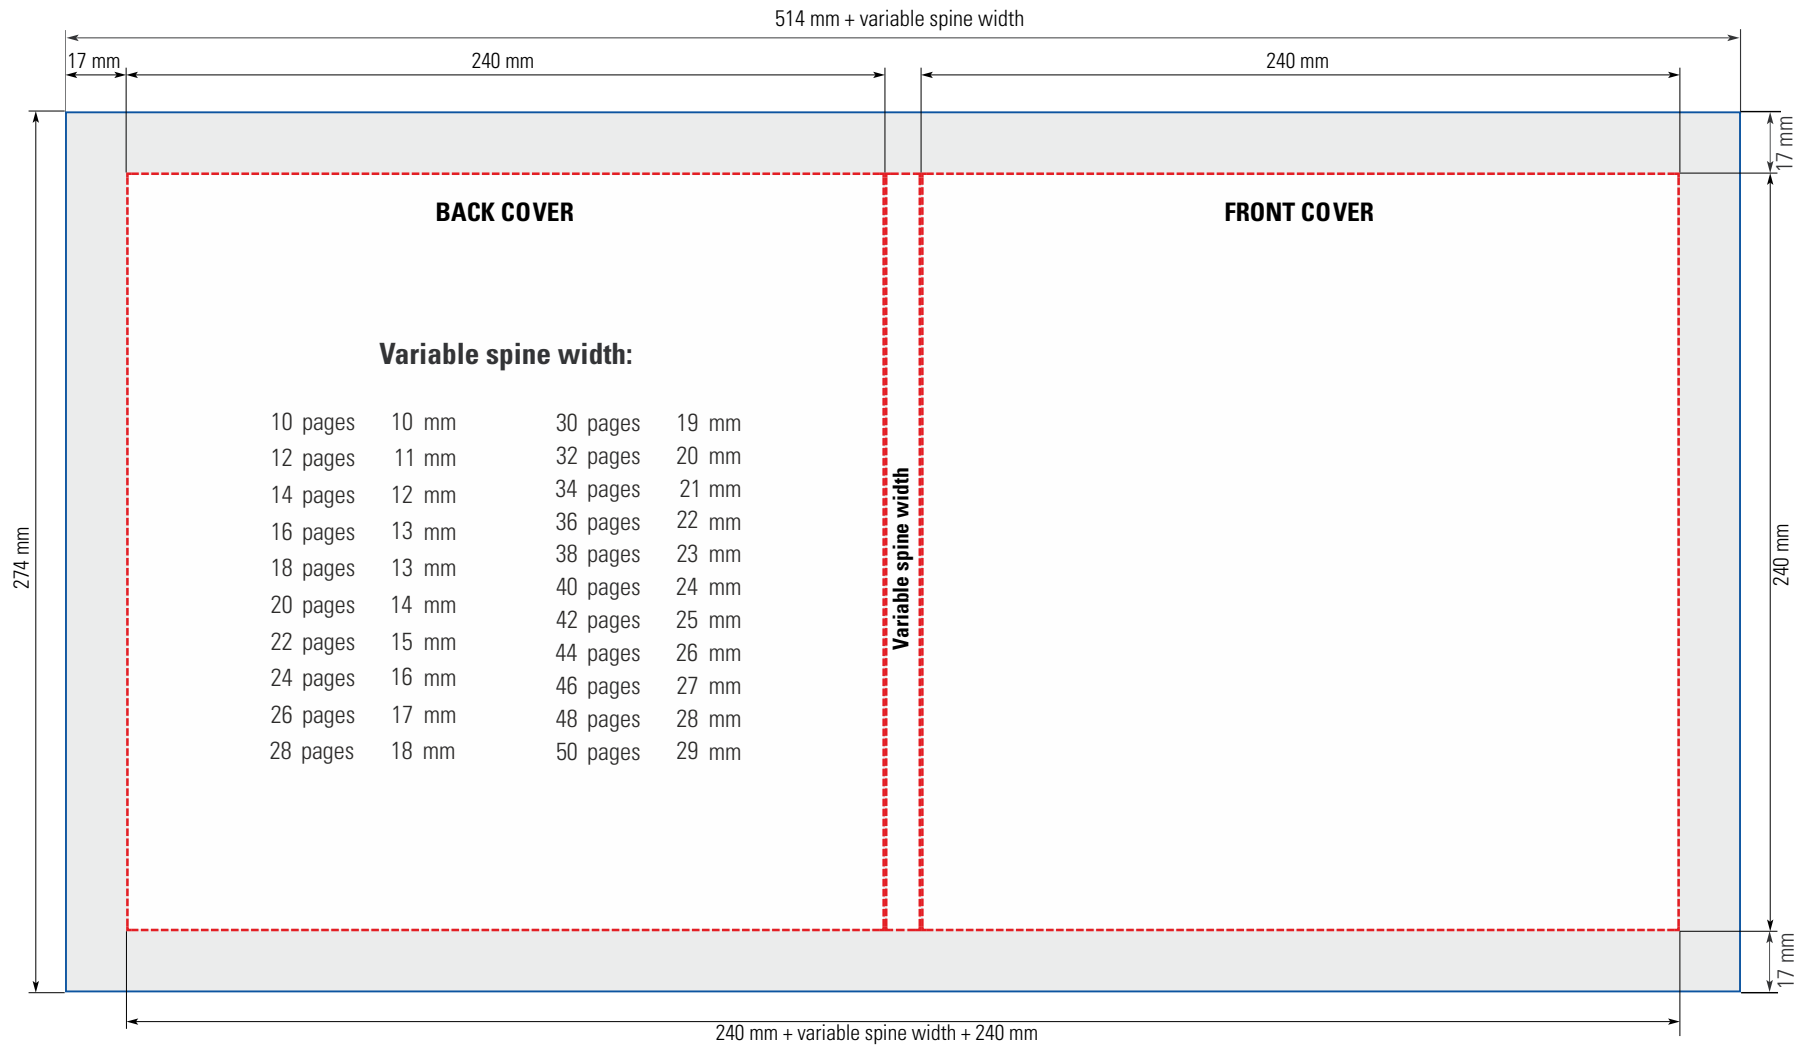 514 mm + variable spine width
17 mm
240 mm
240 mm
17 mm
BACK COVER
FRONT COVER
Variable spine width:
10 pages 10 mm
12 pages 11 mm
14 pages 12 mm
16 pages 13 mm
18 pages 13 mm
20 pages 14 mm
22 pages 15 mm
24 pages 16 mm
26 pages 17 mm
28 pages 18 mm
30 pages 19 mm
32 pages 20 mm
34 pages 21 mm
36 pages 22 mm
38 pages 23 mm
40 pages 24 mm
42 pages 25 mm
44 pages 26 mm
46 pages 27 mm
48 pages 28 mm
50 pages 29 mm
Variable spine width
274 mm
240 mm
17 mm
240 mm + variable spine width + 240 mm